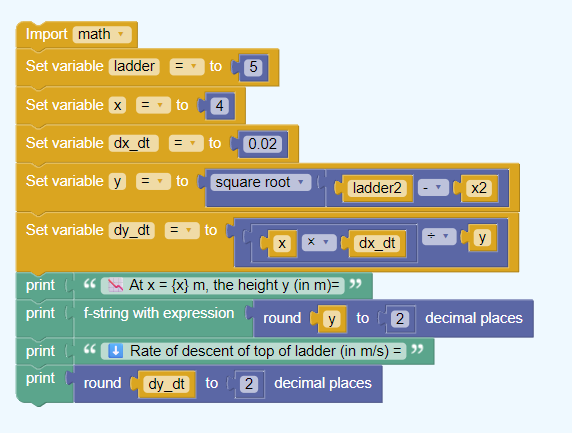 Import math
Set variable ladder = to 5
Set variable x = to 4
Set variable dx_dt = to 0.02
Set variable y = to square root ladder2 - x2
Set variable dy_dt = to x × dx_dt ÷ y
print “ 📉 At x = {x} m, the height y (in m)= ”
print f-string with expression round y to 2 decimal places
print “ ⬇️ Rate of descent of top of ladder (in m/s) = ”
print round dy_dt to 2 decimal places